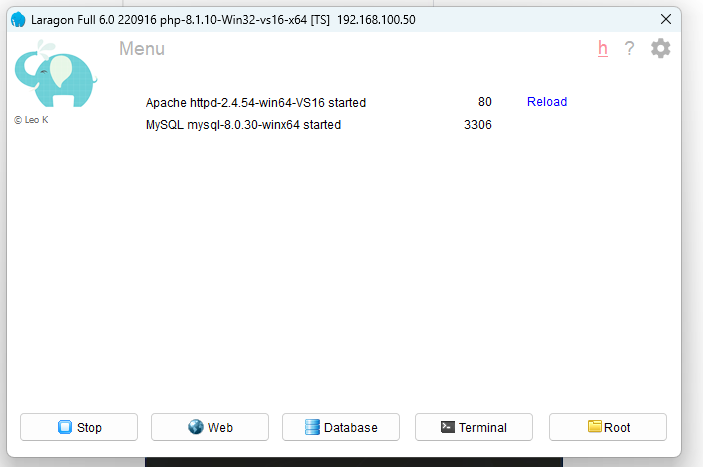 Laragon Full 6.0 220916 php-8.1.10-Win32-vs16-x64 [TS]  192.168.100.50
Menu h ?
Apache httpd-2.4.54-win64-VS16 started 80 Reload
MySQL mysql-8.0.30-winx64 started 3306
© Leo K
Stop Web Database Terminal Root